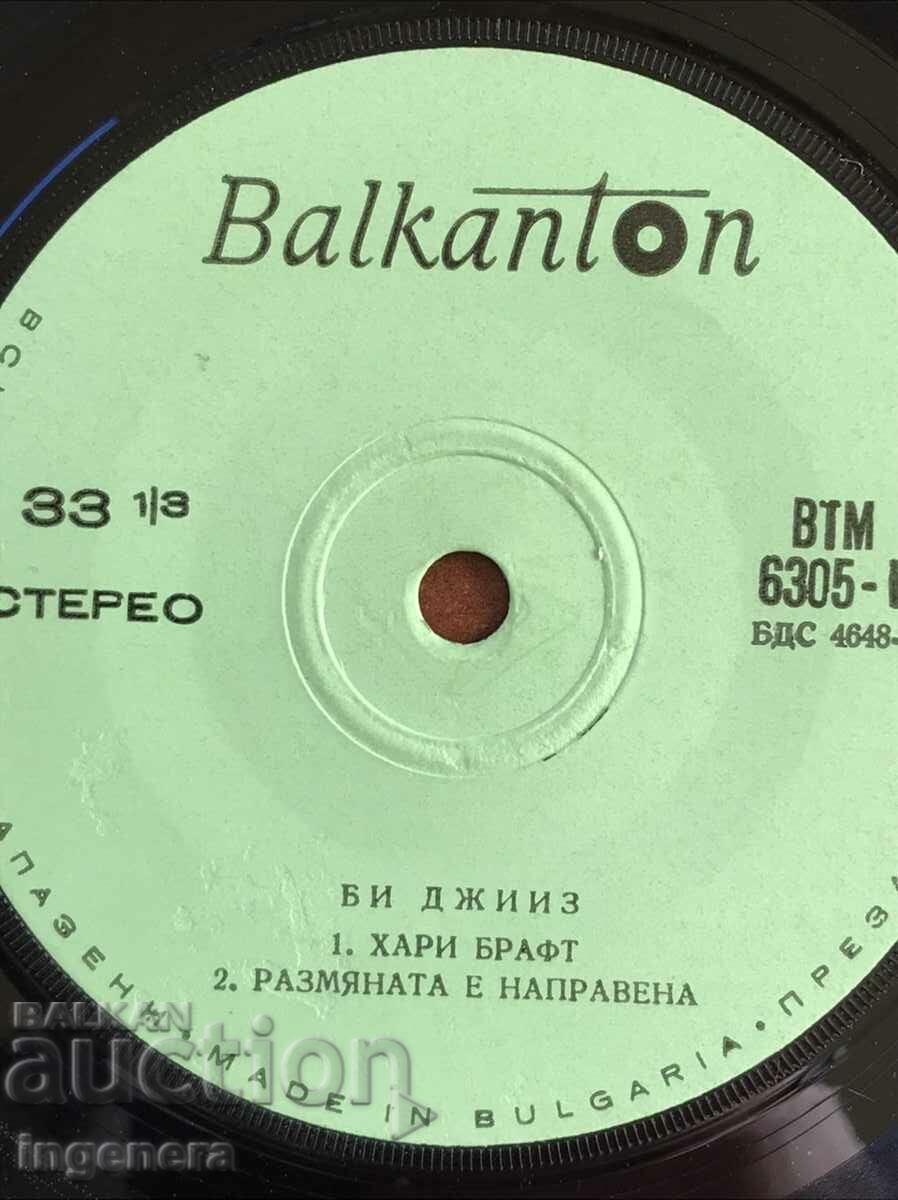 Balkanton
33 1/3
СТЕРЕО
ВТМ
6305-
БДС 4648-
БИ ДЖИИЗ
1. ХАРИ БРАФТ
2. РАЗМЯНАТА Е НАПРАВЕНА
MADE IN BULGARIA
BALKAN
auction
ingenera